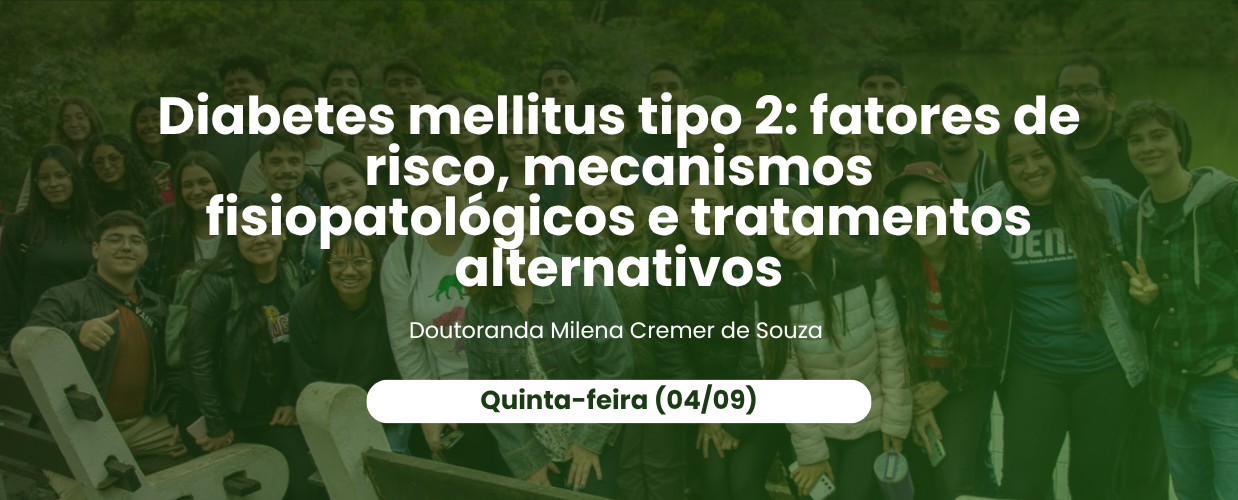 Diabetes mellitus tipo 2: fatores de
risco, mecanismos
fisiopatológicos e tratamentos
alternativos
Doutoranda Milena Cremer de Souza
Quinta-feira (04/09)